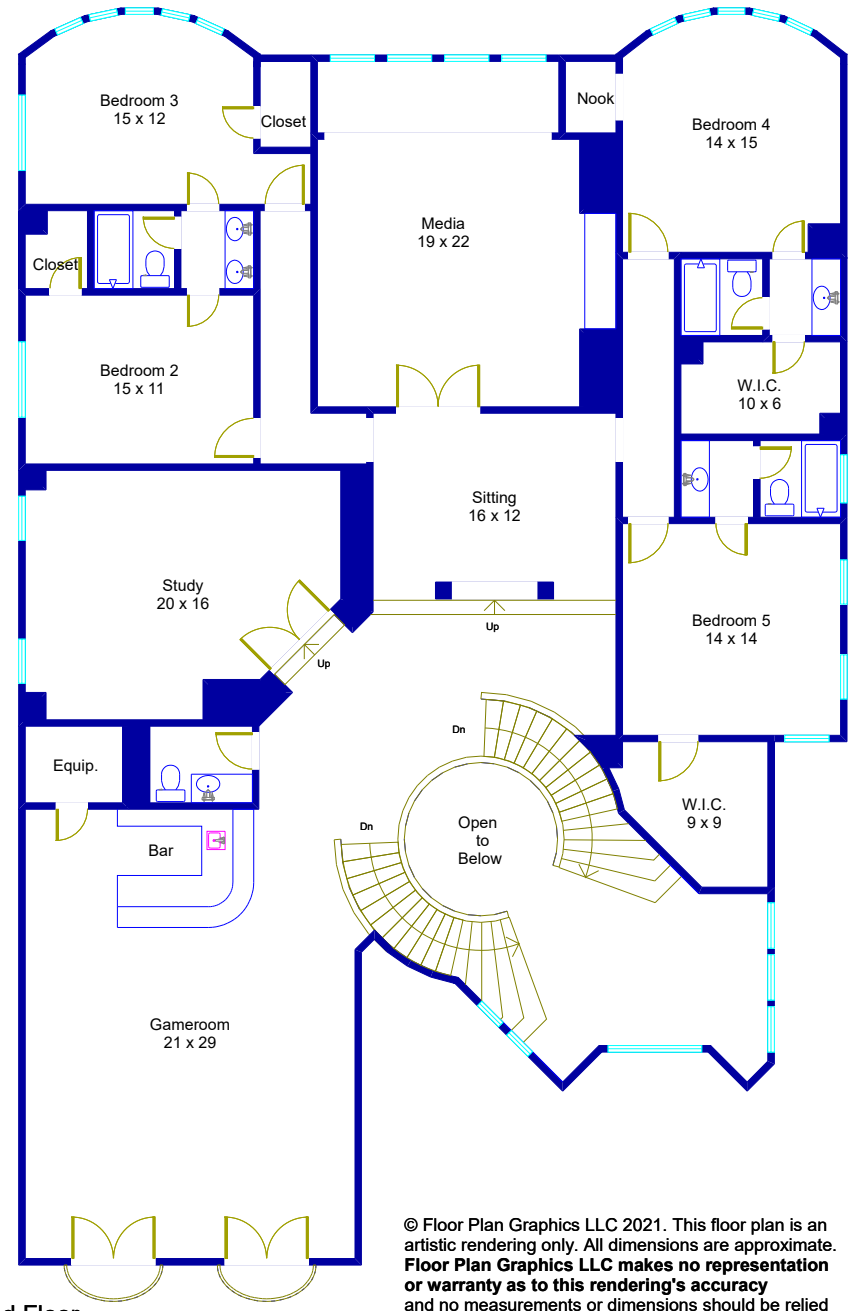 Bedroom 3
15 x 12
Closet
Nook
Bedroom 4
14 x 15
Media
19 x 22
Closet
Bedroom 2
15 x 11
W.I.C.
10 x 6
Sitting
16 x 12
Study
20 x 16
Up
Up
Bedroom 5
14 x 14
Dn
Equip.
W.I.C.
9 x 9
Dn
Open
to
Below
Bar
Gameroom
21 x 29
© Floor Plan Graphics LLC 2021. This floor plan is an
artistic rendering only. All dimensions are approximate.
Floor Plan Graphics LLC makes no representation
or warranty as to this rendering's accuracy
and no measurements or dimensions should be relied
d Floor